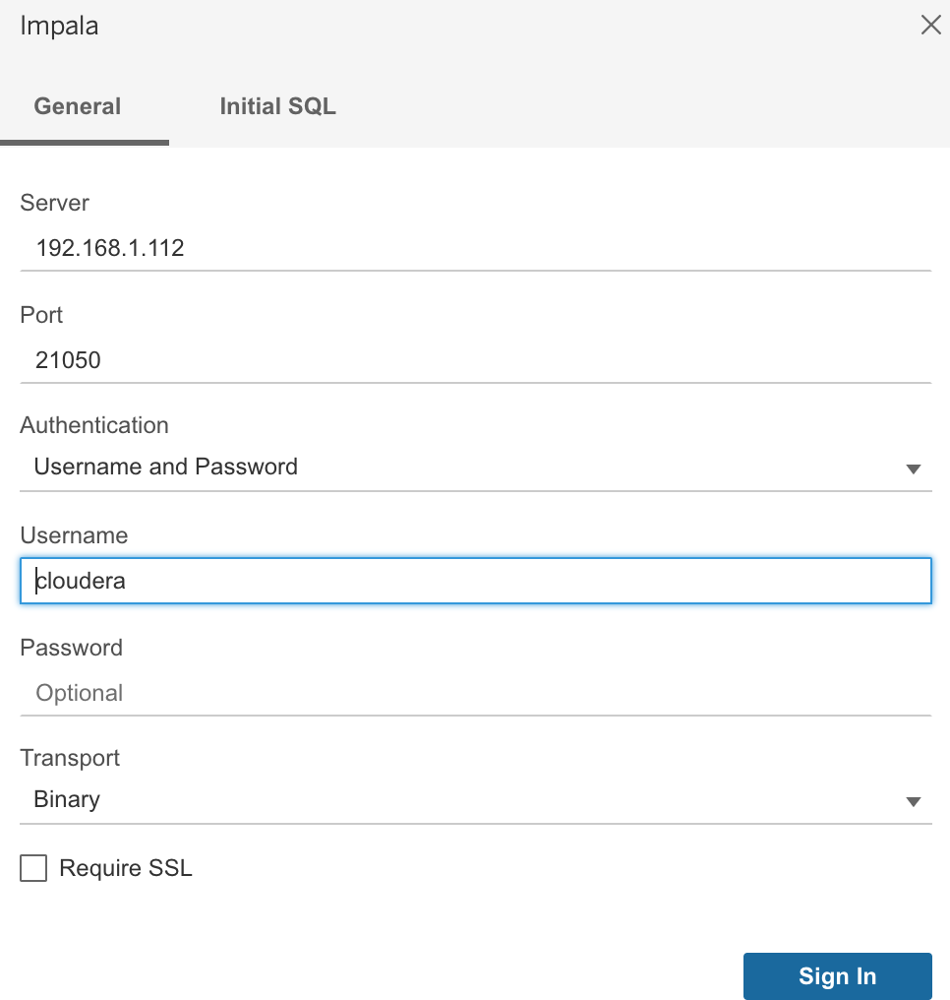 Impala
General Initial SQL
Server
192.168.1.112
Port
21050
Authentication
Username and Password
Username
cloudera
Password
Optional
Transport
Binary
Require SSL
Sign In